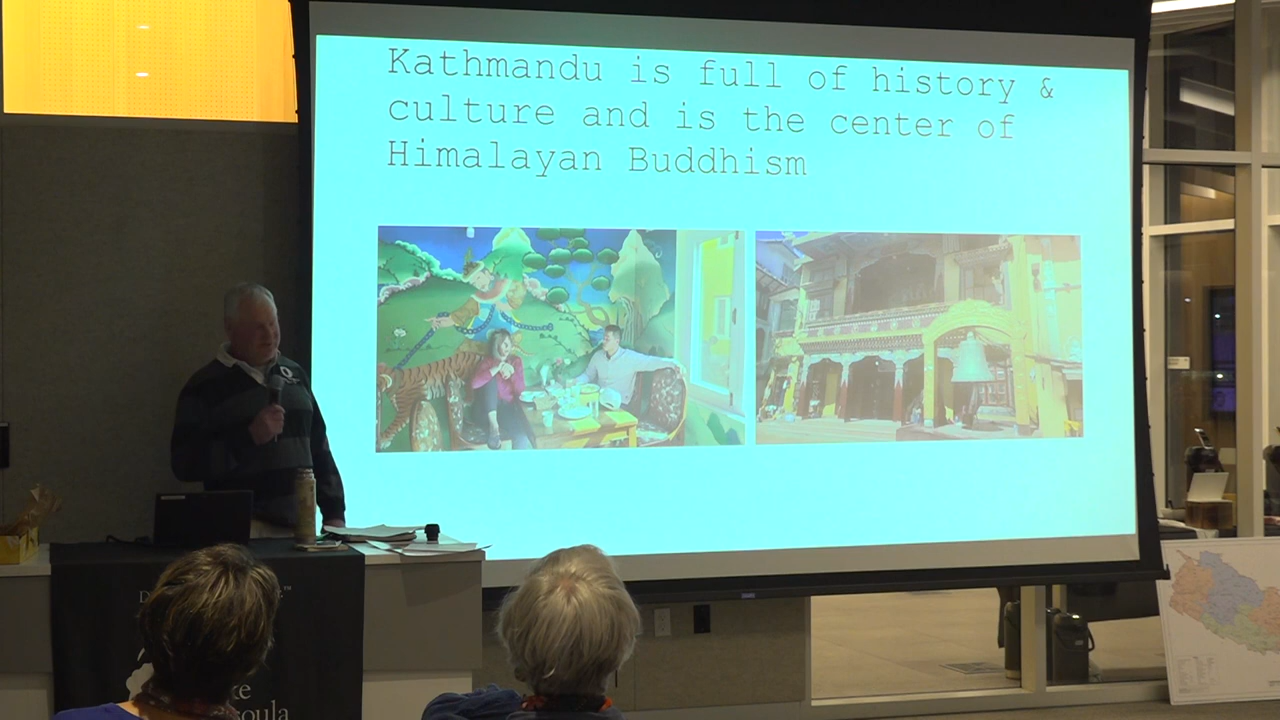 Kathmandu is full of history &
culture and is the center of
Himalayan Buddhism